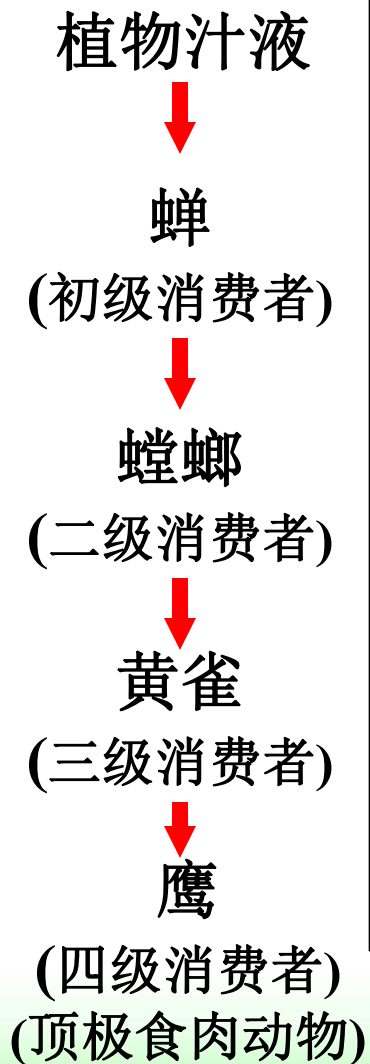 植物汁液
蝉
(初级消费者)
螳螂
(二级消费者)
黄雀
(三级消费者)
鹰
(四级消费者)
(顶极食肉动物)